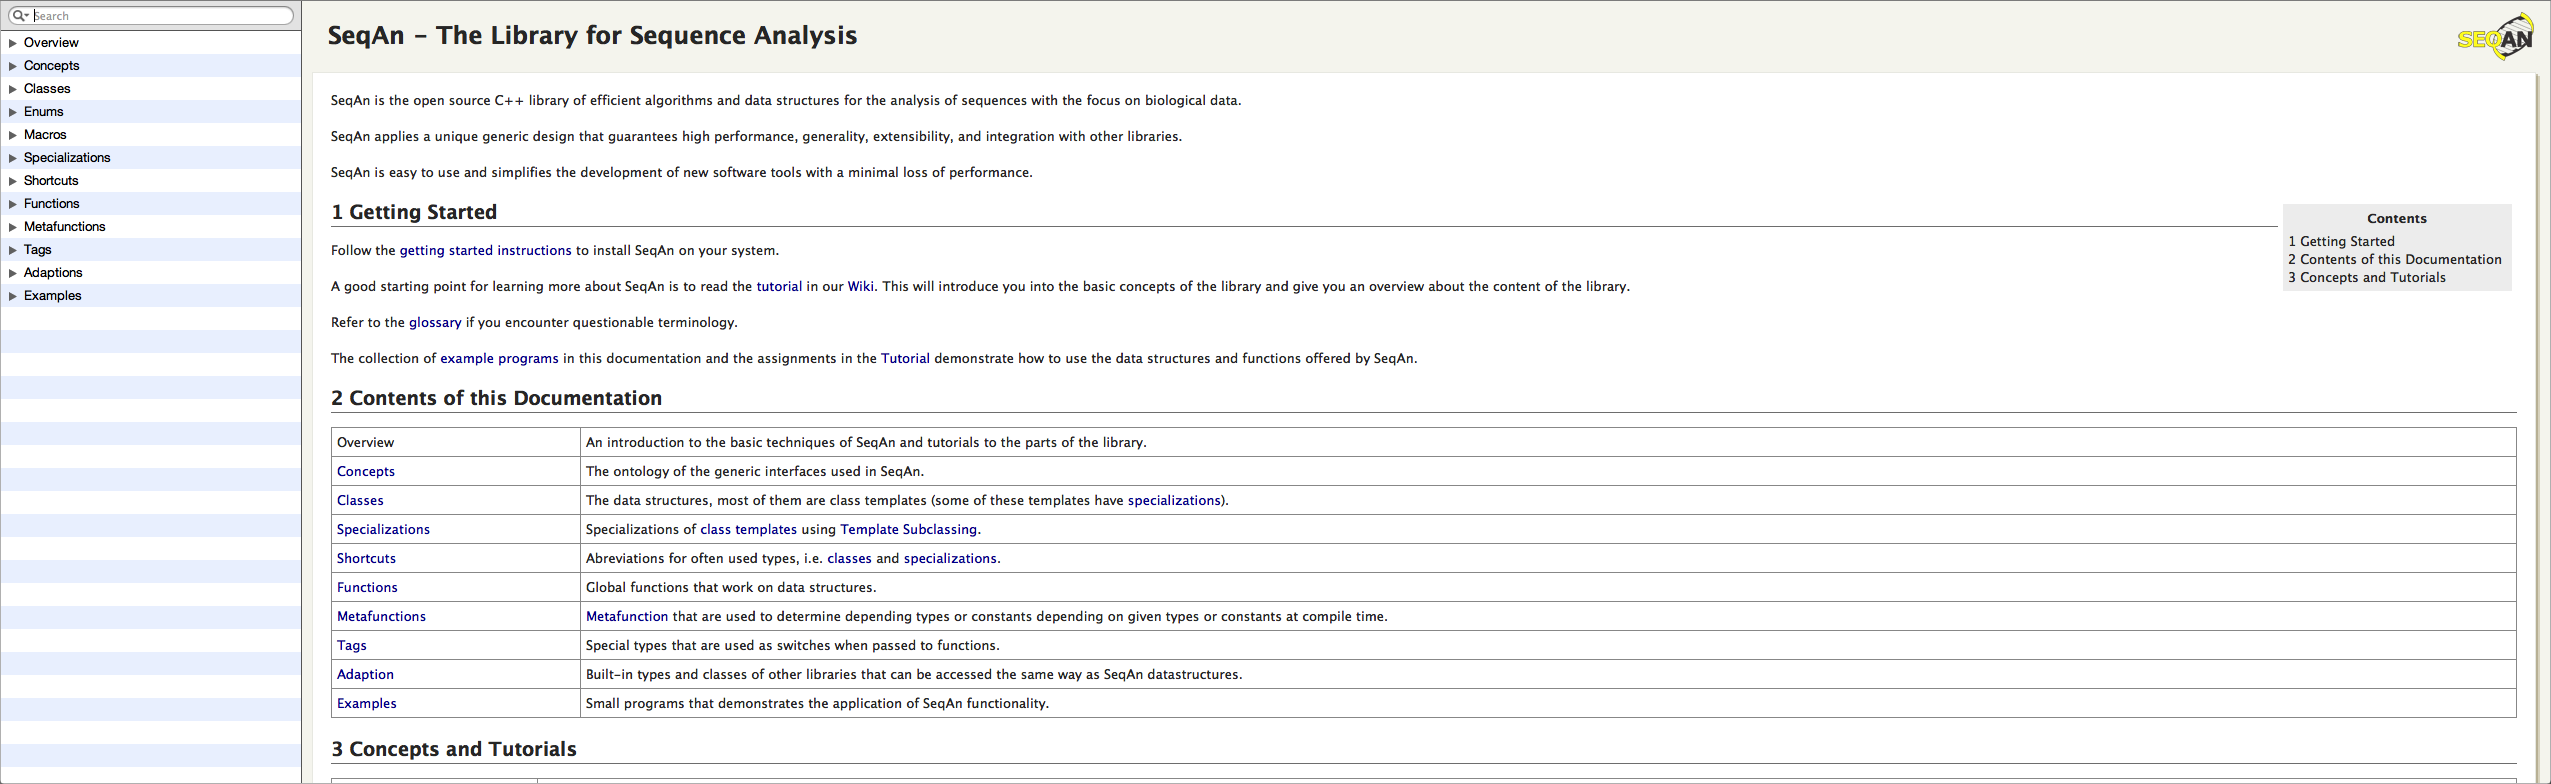 Search
Overview
Concepts
Classes
Enums
Macros
Specializations
Shortcuts
Functions
Metafunctions
Tags
Adaptions
Examples
SeqAn - The Library for Sequence Analysis
SEQAN
SeqAn is the open source C++ library of efficient algorithms and data structures for the analysis of sequences with the focus on biological data.
SeqAn applies a unique generic design that guarantees high performance, generality, extensibility, and integration with other libraries.
SeqAn is easy to use and simplifies the development of new software tools with a minimal loss of performance.
Contents
1 Getting Started
2 Contents of this Documentation
3 Concepts and Tutorials
1 Getting Started
Follow the getting started instructions to install SeqAn on your system.
A good starting point for learning more about SeqAn is to read the tutorial in our Wiki. This will introduce you into the basic concepts of the library and give you an overview about the content of the library.
Refer to the glossary if you encounter questionable terminology.
The collection of example programs in this documentation and the assignments in the Tutorial demonstrate how to use the data structures and functions offered by SeqAn.
2 Contents of this Documentation
Overview An introduction to the basic techniques of SeqAn and tutorials to the parts of the library.
Concepts The ontology of the generic interfaces used in SeqAn.
Classes The data structures, most of them are class templates (some of these templates have specializations).
Specializations Specializations of class templates using Template Subclassing.
Shortcuts Abreviations for often used types, i.e. classes and specializations.
Functions Global functions that work on data structures.
Metafunctions Metafunction that are used to determine depending types or constants depending on given types or constants at compile time.
Tags Special types that are used as switches when passed to functions.
Adaption Built-in types and classes of other libraries that can be accessed the same way as SeqAn datastructures.
Examples Small programs that demonstrates the application of SeqAn functionality.
3 Concepts and Tutorials